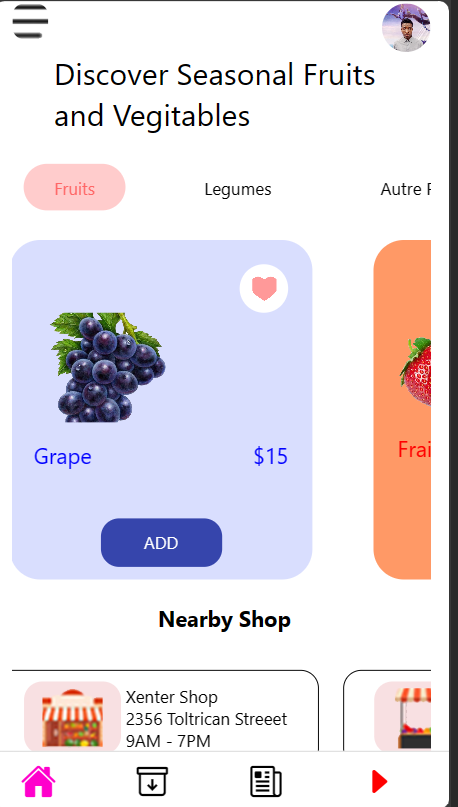 Discover Seasonal Fruits
and Vegitables
Fruits
Legumes
Autre
Grape
$15
ADD
Nearby Shop
Xenter Shop
2356 Toltrican Streeet
9AM - 7PM